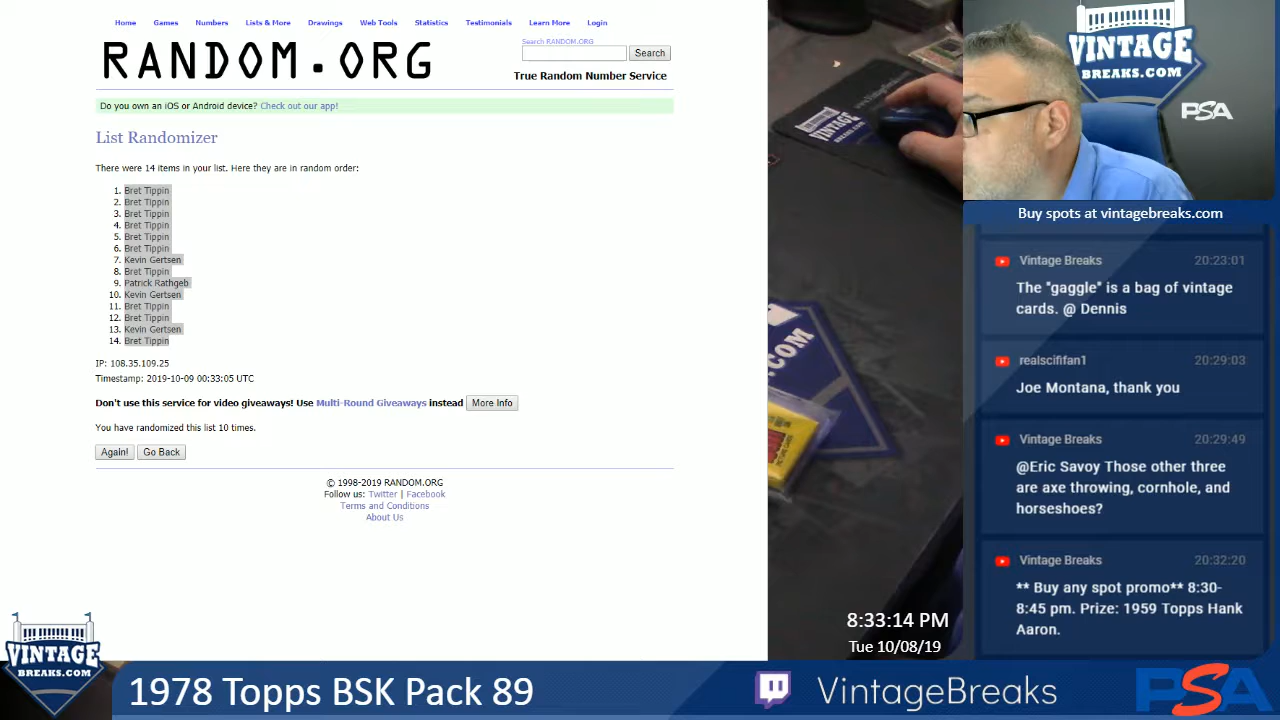 Home Games Numbers Lists & More Drawings Web Tools Statistics Testimonials Learn More Login
RANDOM.ORG
Search RANDOM.ORG
Search
True Random Number Service
Do you own an iOS or Android device? Check out our app!
List Randomizer
There were 14 items in your list. Here they are in random order:
1. Bret Tippin
2. Bret Tippin
3. Bret Tippin
4. Bret Tippin
5. Bret Tippin
6. Bret Tippin
7. Kevin Gertsen
8. Bret Tippin
9. Patrick Rathgeb
10. Kevin Gertsen
11. Bret Tippin
12. Bret Tippin
13. Kevin Gertsen
14. Bret Tippin
IP: 108.35.109.25
Timestamp: 2019-10-09 00:33:05 UTC
Don't use this service for video giveaways! Use Multi-Round Giveaways instead More Info
You have randomized this list 10 times.
Again! Go Back
© 1998-2019 RANDOM.ORG
Follow us: Twitter | Facebook
Terms and Conditions
About Us
VINTAGE
.COM
VINTAGE
BREAKS.COM
PSA
Buy spots at vintagebreaks.com
Vintage Breaks 20:23:01
The "gaggle" is a bag of vintage
cards. @ Dennis
realscififan1 20:29:03
Joe Montana, thank you
Vintage Breaks 20:29:49
@Eric Savoy Those other three
are axe throwing, cornhole, and
horseshoes?
Vintage Breaks 20:32:20
** Buy any spot promo** 8:30-
8:45 pm. Prize: 1959 Topps Hank
Aaron.
8:33:14 PM
Tue 10/08/19
VINTAGE
BREAKS.COM
1978 Topps BSK Pack 89
VintageBreaks
PSA